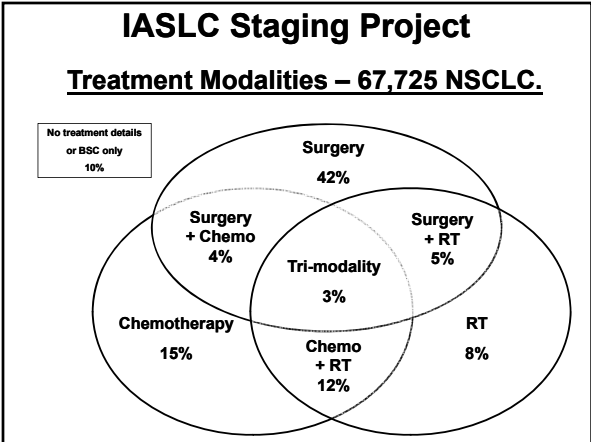 IASLC Staging Project
Treatment Modalities – 67,725 NSCLC.
No treatment details
or BSC only
10%
Surgery
42%
Surgery
+ Chemo
4%
Surgery
+ RT
5%
Tri-modality
3%
Chemotherapy
15%
RT
8%
Chemo
+ RT
12%